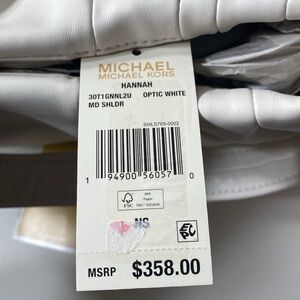 MICHAEL
MICHAEL KORS
HANNAH
30T1GNNL2U OPTIC WHITE
MD SHLDR
SMLS769-0002
1 94900 56057 0
MIX
Paper
FSC
NS
MSRP $358.00